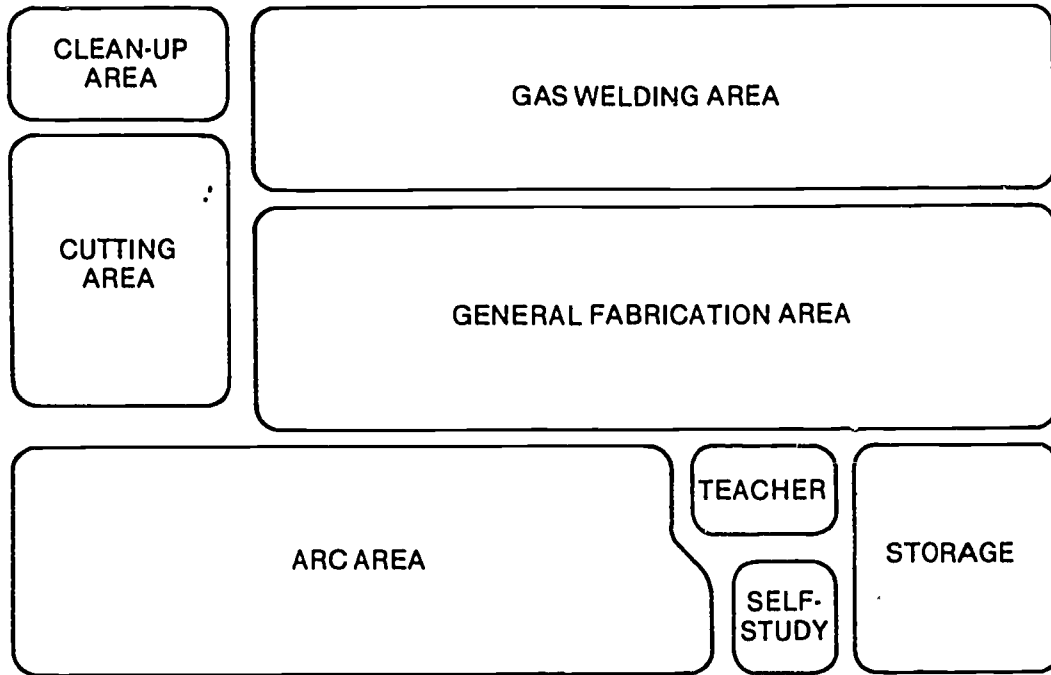 CLEAN-UP
AREA
GAS WELDING AREA
CUTTING
AREA
GENERAL FABRICATION AREA
ARC AREA
TEACHER
SELF-
STUDY
STORAGE